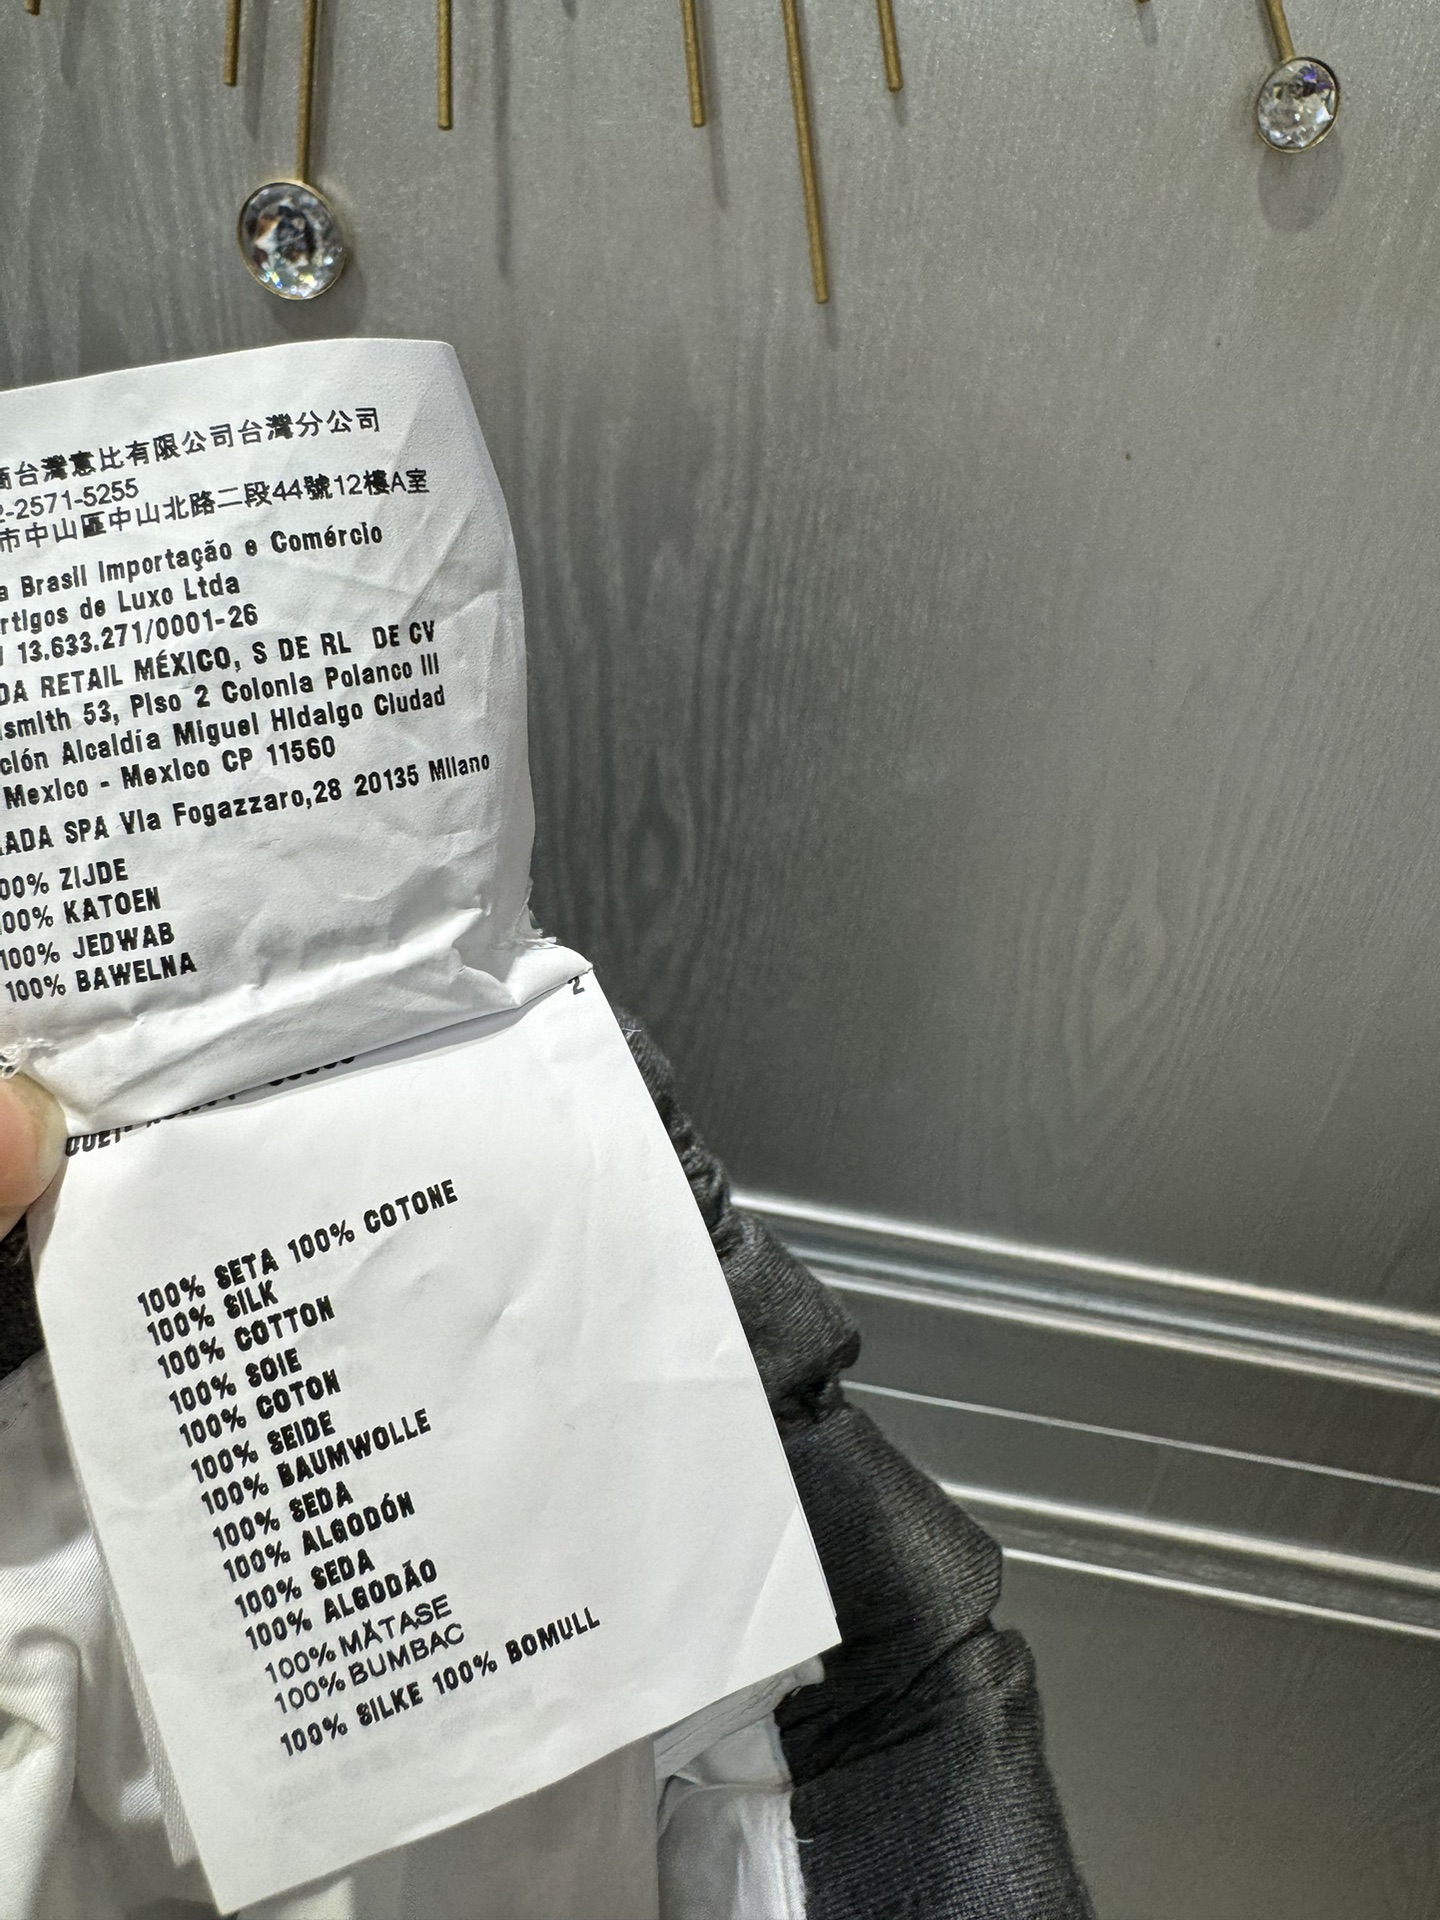 台灣惠比有限公司台灣分公司
2-2571-5255
市中山區中山北路二段44號12樓A室
a Brasil Importação e Comércio
rtigos de Luxo Ltda
13.633.271/0001-26
DA RETAIL MÉXICO, S DE RL DE CV
smith 53, Piso 2 Colonia Polanco III
ción Alcaldía Miguel Hidalgo Ciudad
Mexico - Mexico CP 11560
ADA SPA Via Fogazzaro,28 20135 Milano
00% ZIJDE
100% KATOEN
100% JEDWAB
100% BAWELNA
2
100% SETA 100% COTONE
100% SILK
100% COTTON
100% SOIE
100% COTON
100% SEIDE
100% BAUMWOLLE
100% SEDA
100% ALGODÓN
100% SEDA
100% ALGODÃO
100% MĂTASE
100% BUMBAC
100% SILKE 100% BOMULL